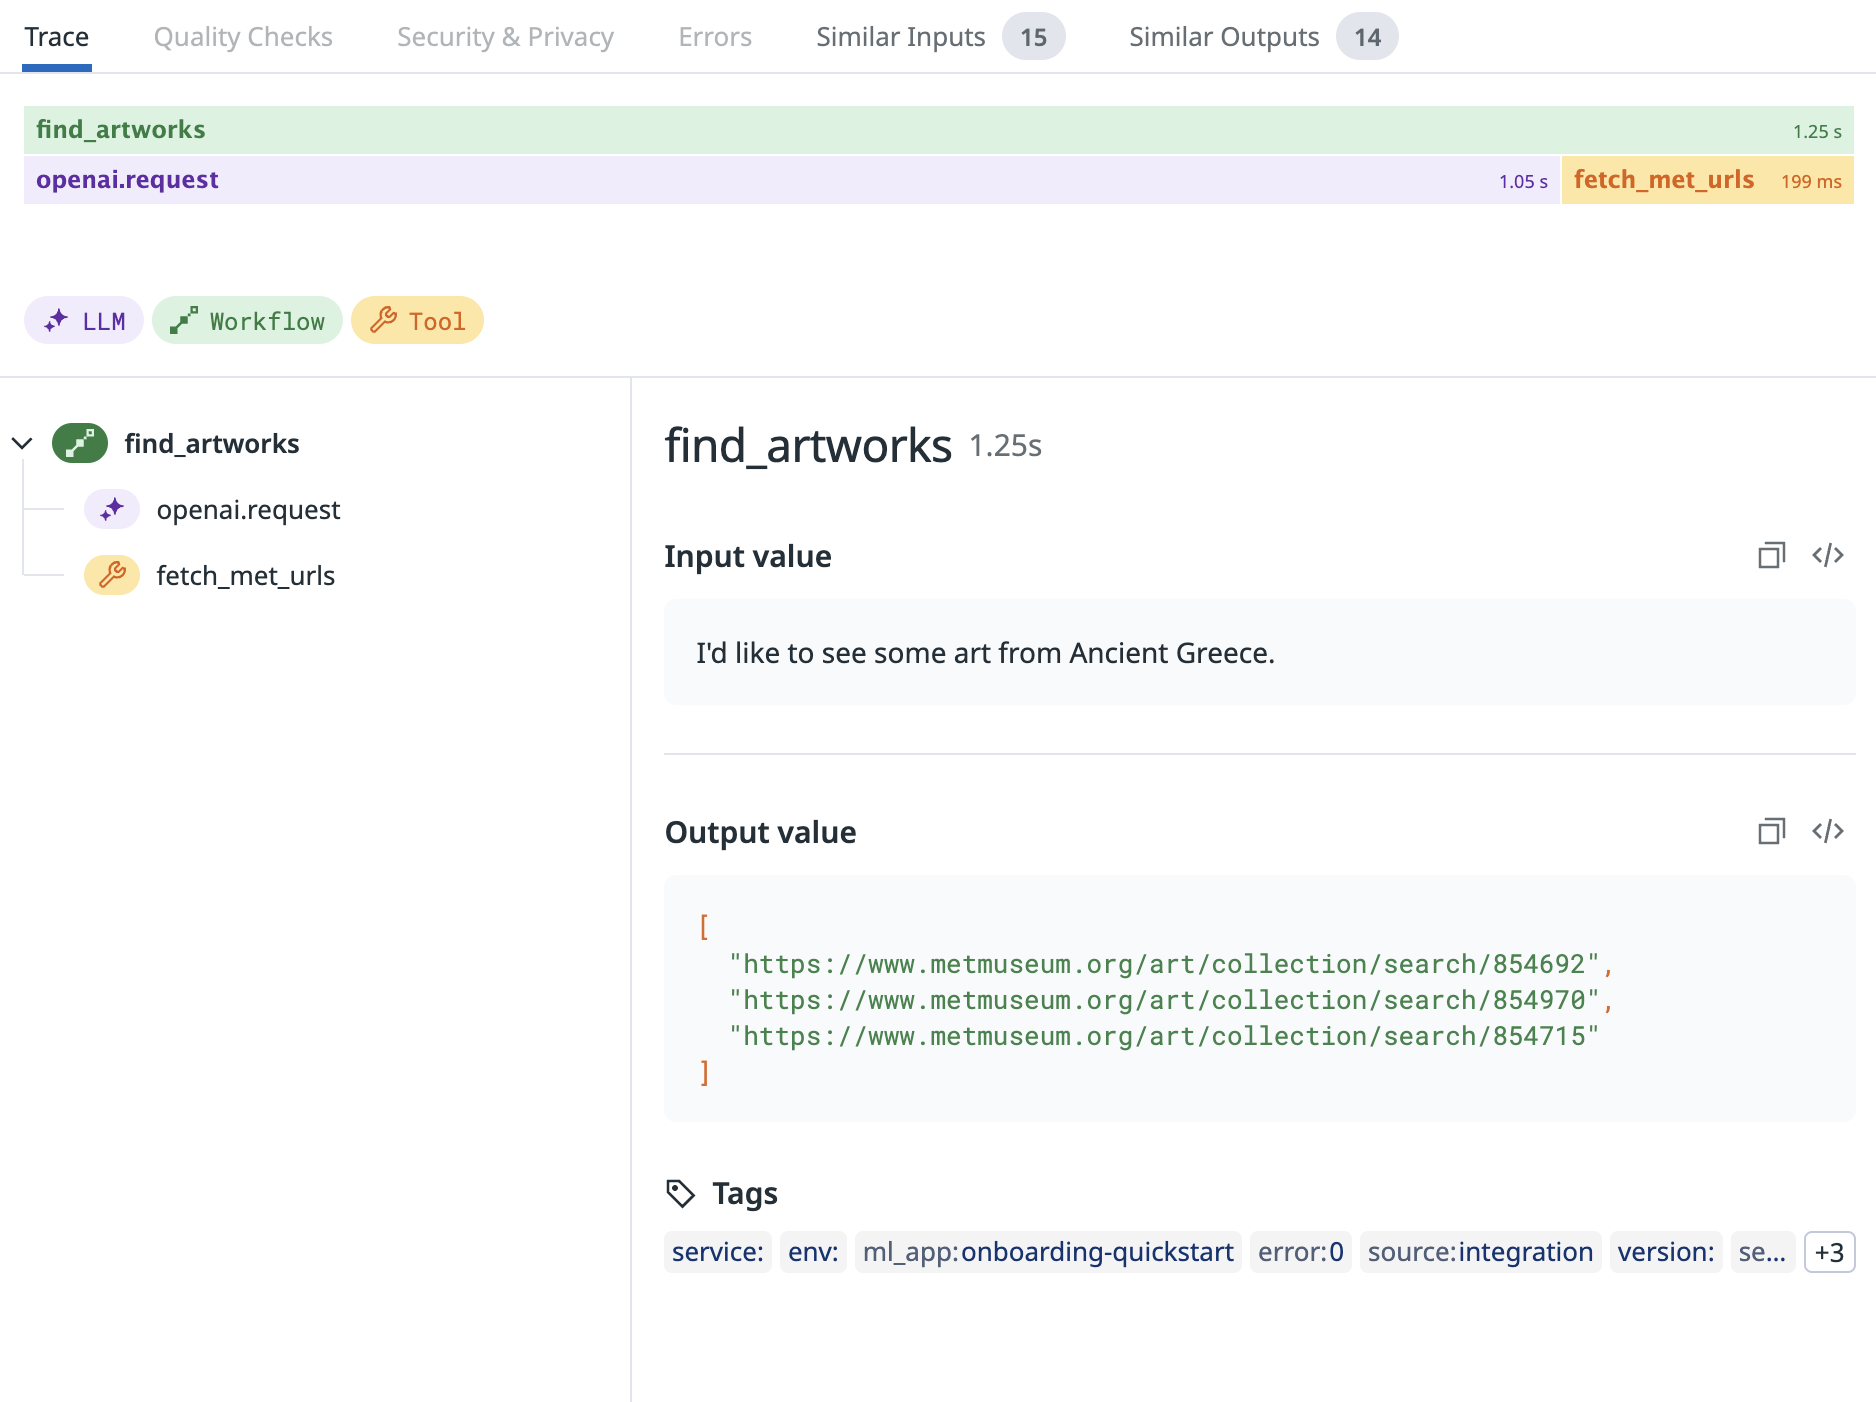 Trace Quality Checks Security & Privacy Errors Similar Inputs 15 Similar Outputs 14
find_artworks 1.25 s
openai.request 1.05 s fetch_met_urls 199 ms
LLM Workflow Tool
find_artworks
openai.request
fetch_met_urls
find_artworks 1.25s
Input value </>
I'd like to see some art from Ancient Greece.
Output value </>
[
"https://www.metmuseum.org/art/collection/search/854692",
"https://www.metmuseum.org/art/collection/search/854970",
"https://www.metmuseum.org/art/collection/search/854715"
]
Tags
service: env: ml_app:onboarding-quickstart error:0 source:integration version: se... +3